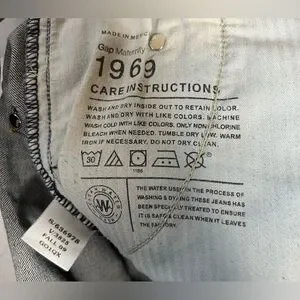 MADE IN MEXICO
Gap Maternity
1969
CARE INSTRUCTIONS
WASH AND DRY INSIDE OUT TO RETAIN COLOR.
WASH AND DRY WITH LIKE COLORS. MACHINE
WASH COLD WITH LIKE COLORS. ONLY NON-CHLORINE
BLEACH WHEN NEEDED. TUMBLE DRY LOW. WARM
IRON IF NECESSARY. DO NOT DRY CLEAN.
30
THE WATER USED IN THE PROCESS OF
WASHING & DYING THESE JEANS HAS
BEEN SPECIALLY TREATED TO ENSURE
IT IS SAFE & CLEAN WHEN IT LEAVES
THE FACTORY.
W
FALL 09